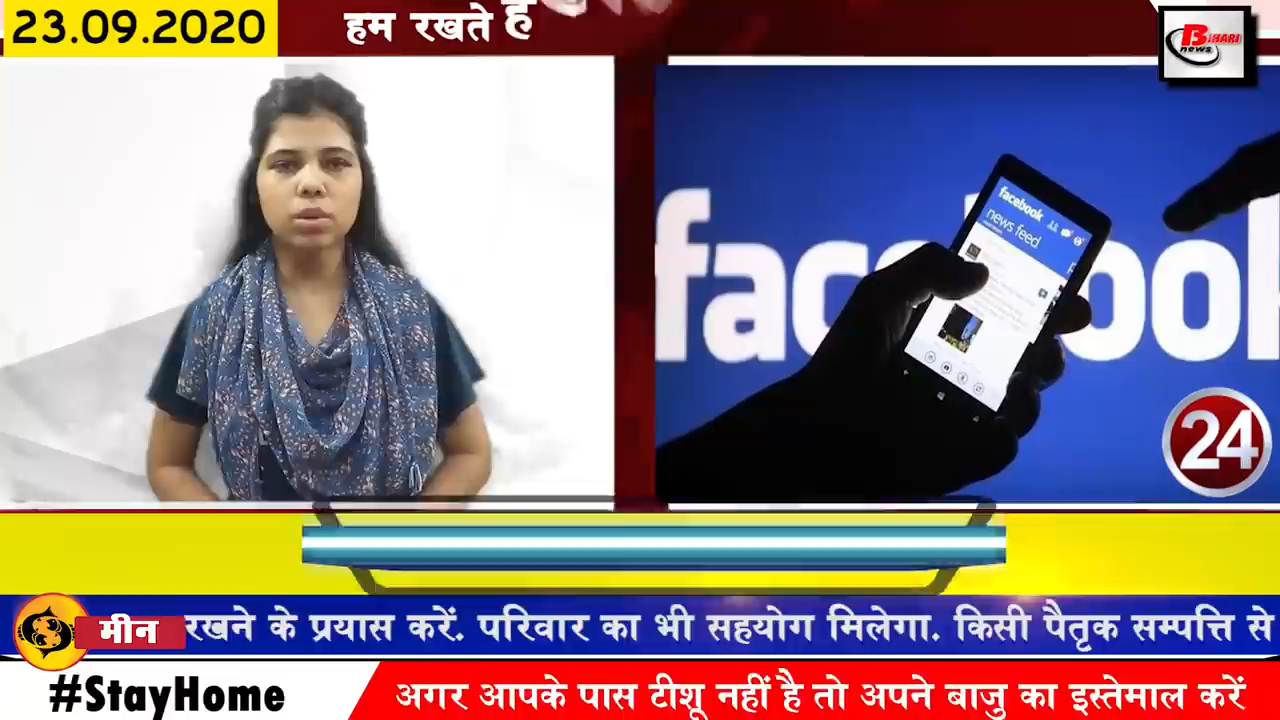 23.09.2020
हम रखते हैं
BIHARI
news
facebook
facebook
news feed
24
मीन
रखने के प्रयास करें. परिवार का भी सहयोग मिलेगा. किसी पैतृक सम्पत्ति से
#StayHome
अगर आपके पास टीशू नहीं है तो अपने बाजु का इस्तेमाल करें